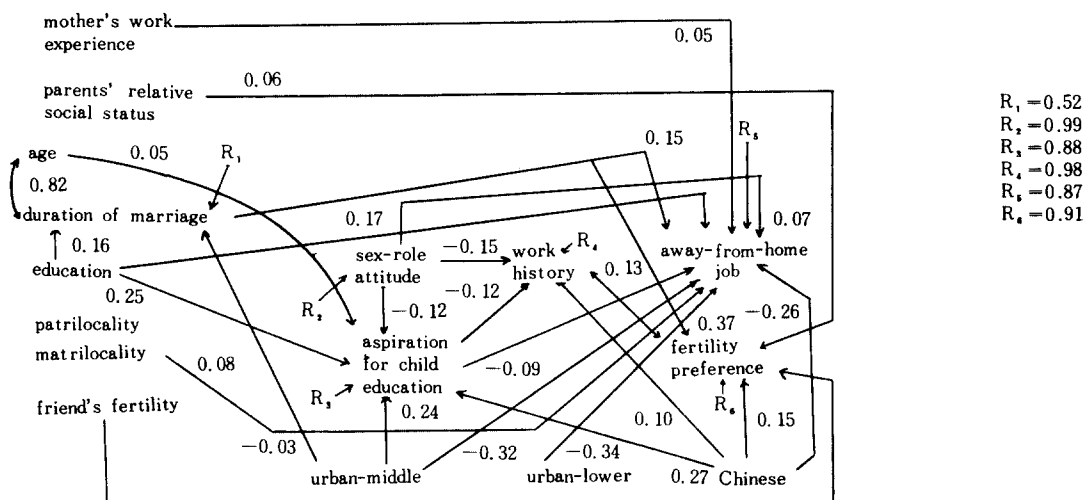 mother's work
experience
0.05
0.06
parents' relative
social status
R₁=0.52
R₂=0.99
R₃=0.88
R₄=0.98
R₅=0.87
R₆=0.91
age
0.05
R₁
0.15
R₅
0.82
duration of marriage
0.17
0.07
0.16
education
sex-role
attitude
-0.15
work
history
R₄
away-from-home
job
0.13
0.25
R₂
-0.12
-0.12
-0.26
patrilocality
matrilocality
0.08
aspiration
for child
education
R₃
-0.09
0.37
fertility
preference
R₆
friend's fertility
0.24
-0.03
-0.32
-0.34
0.10
0.15
urban-middle
urban-lower
0.27
Chinese